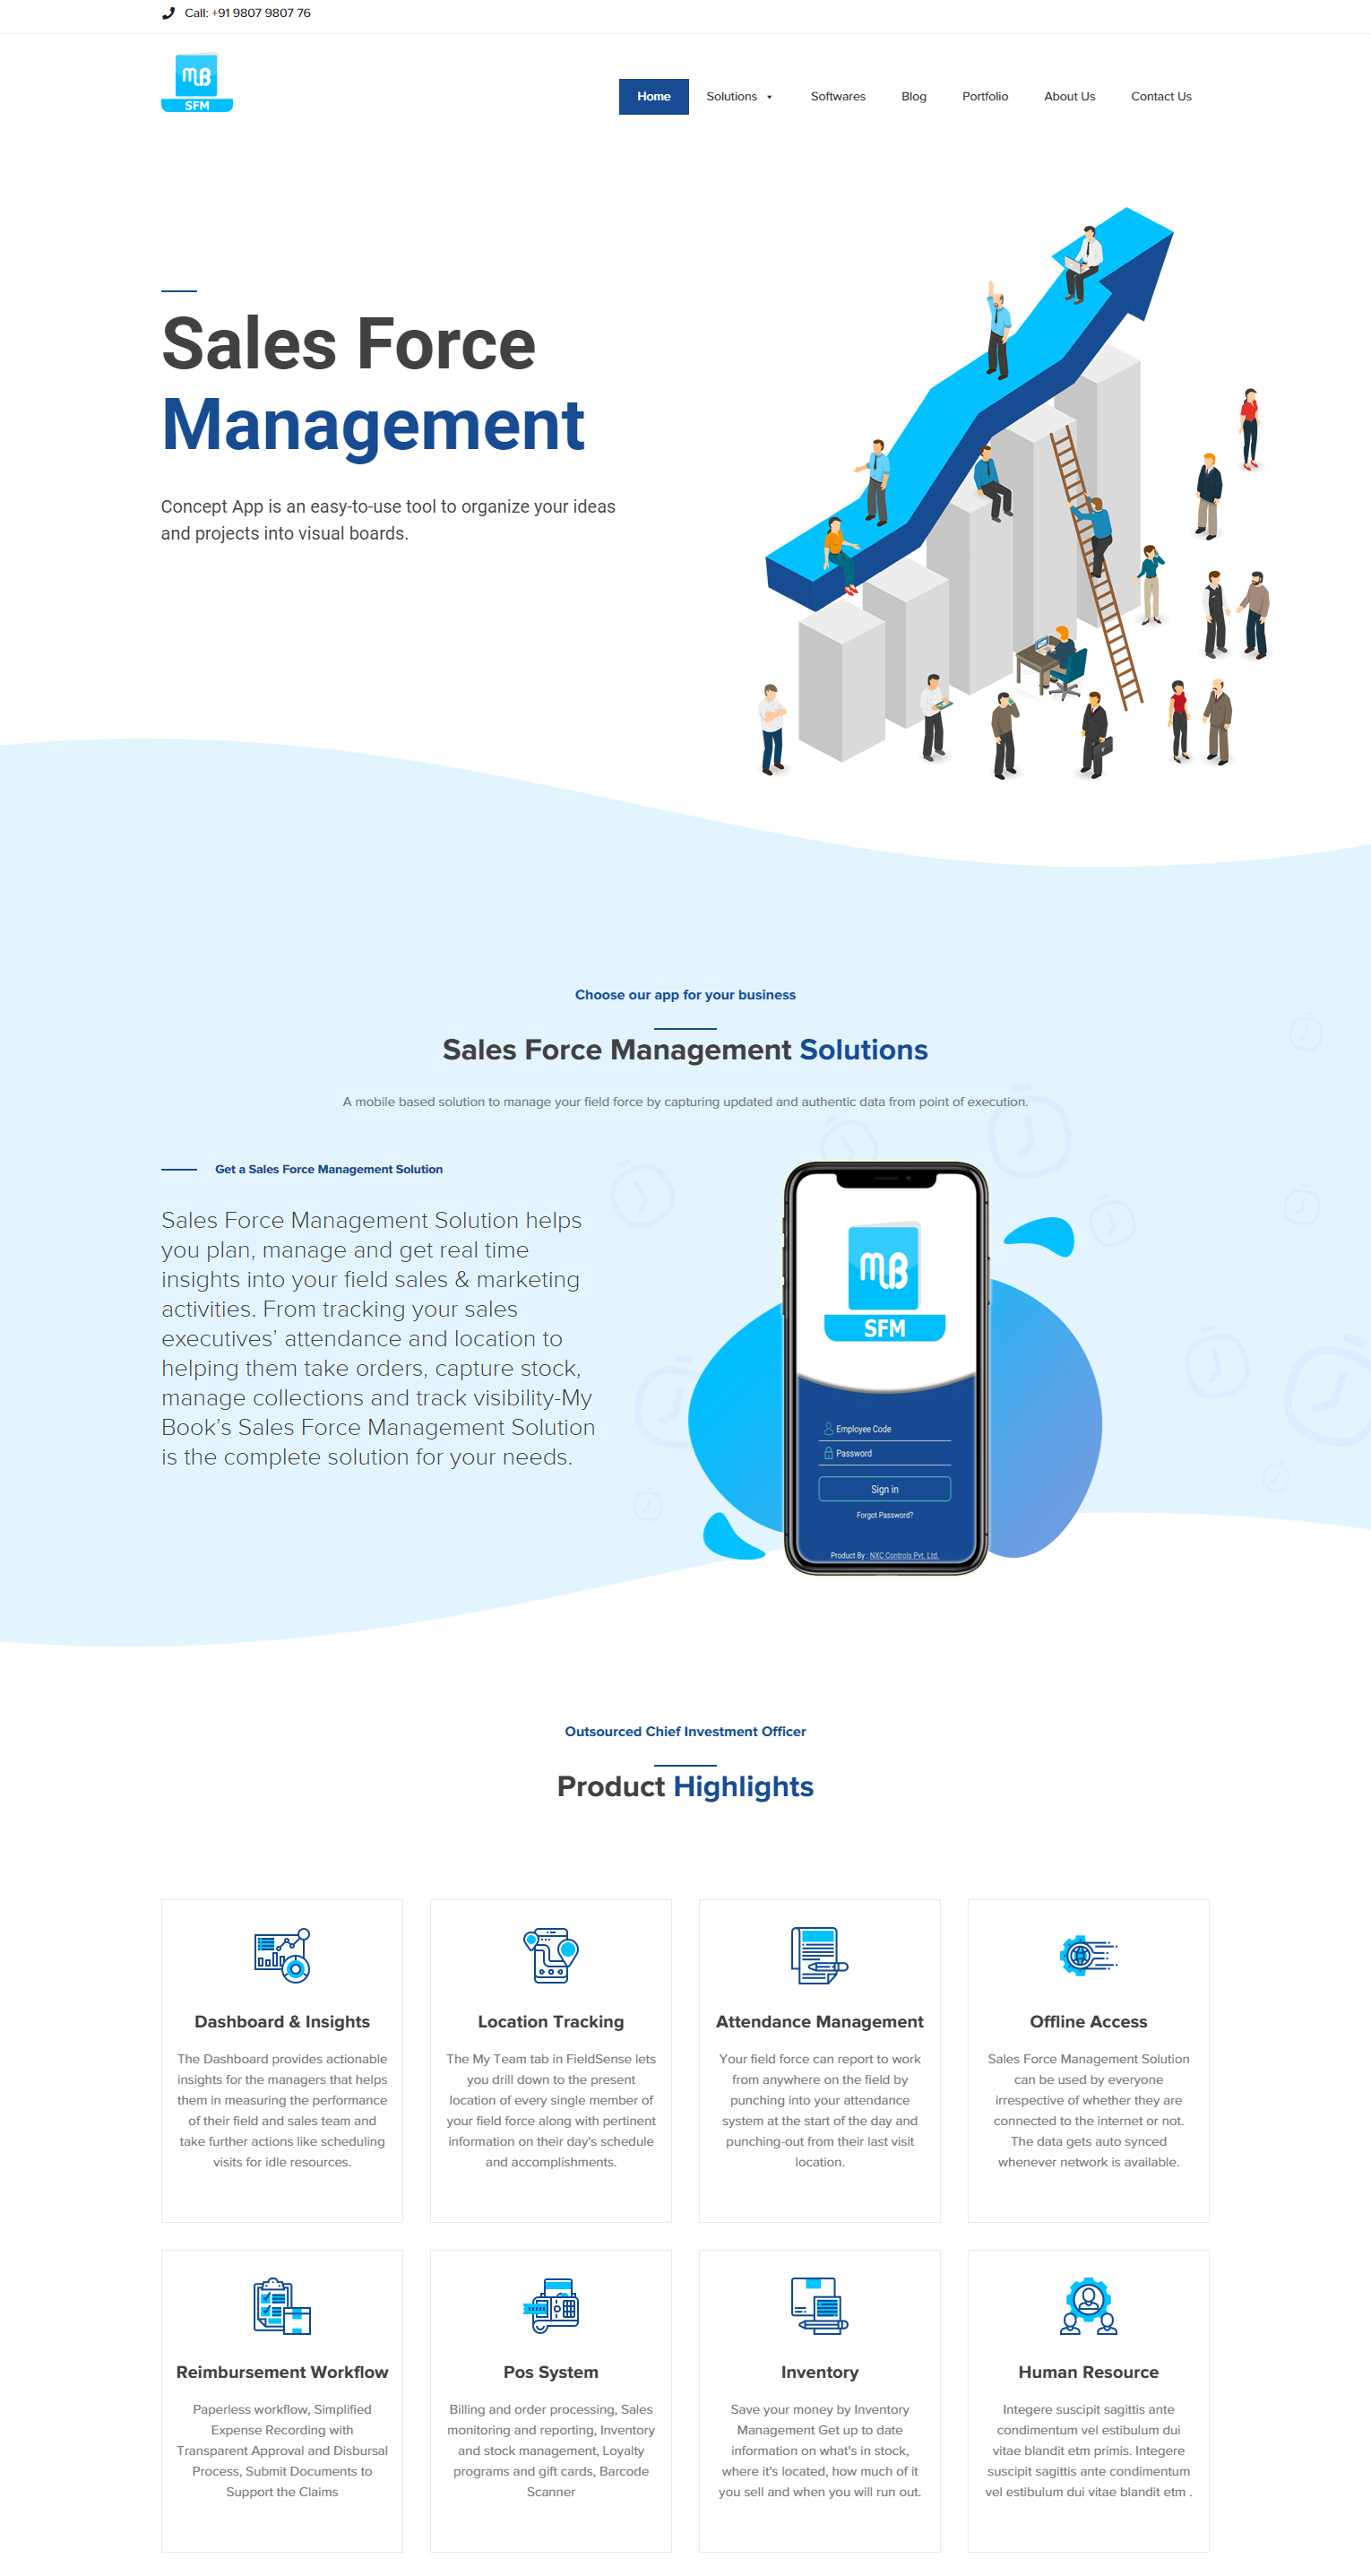 Call: +91 9807 9807 76
MB
SFM
Home
Solutions
Softwares
Blog
Portfolio
About Us
Contact Us
Sales Force
Management
Concept App is an easy-to-use tool to organize your ideas
and projects into visual boards.
Choose our app for your business
Sales Force Management Solutions
A mobile based solution to manage your field force by capturing updated and authentic data from point of execution.
Get a Sales Force Management Solution
Sales Force Management Solution helps
you plan, manage and get real time
insights into your field sales & marketing
activities. From tracking your sales
executives’ attendance and location to
helping them take orders, capture stock,
manage collections and track visibility-My
Book’s Sales Force Management Solution
is the complete solution for your needs.
MB
SFM
Employee Code
Password
Sign in
Forgot Password?
Product By : NXC Controls Pvt. Ltd.
Outsourced Chief Investment Officer
Product Highlights
Dashboard & Insights
The Dashboard provides actionable
insights for the managers that helps
them in measuring the performance
of their field and sales team and
take further actions like scheduling
visits for idle resources.
Location Tracking
The My Team tab in FieldSense lets
you drill down to the present
location of every single member of
your field force along with pertinent
information on their day's schedule
and accomplishments.
Attendance Management
Your field force can report to work
from anywhere on the field by
punching into your attendance
system at the start of the day and
punching-out from their last visit
location.
Offline Access
Sales Force Management Solution
can be used by everyone
irrespective of whether they are
connected to the internet or not.
The data gets auto synced
whenever network is available.
Reimbursement Workflow
Paperless workflow, Simplified
Expense Recording with
Transparent Approval and Disbursal
Process, Submit Documents to
Support the Claims
Pos System
Billing and order processing, Sales
monitoring and reporting, Inventory
and stock management, Loyalty
programs and gift cards, Barcode
Scanner
Inventory
Save your money by Inventory
Management Get up to date
information on what's in stock,
where it's located, how much of it
you sell and when you will run out.
Human Resource
Integere suscipit sagittis ante
condimentum vel estibulum dui
vitae blandit etm primis. Integere
suscipit sagittis ante condimentum
vel estibulum dui vitae blandit etm .